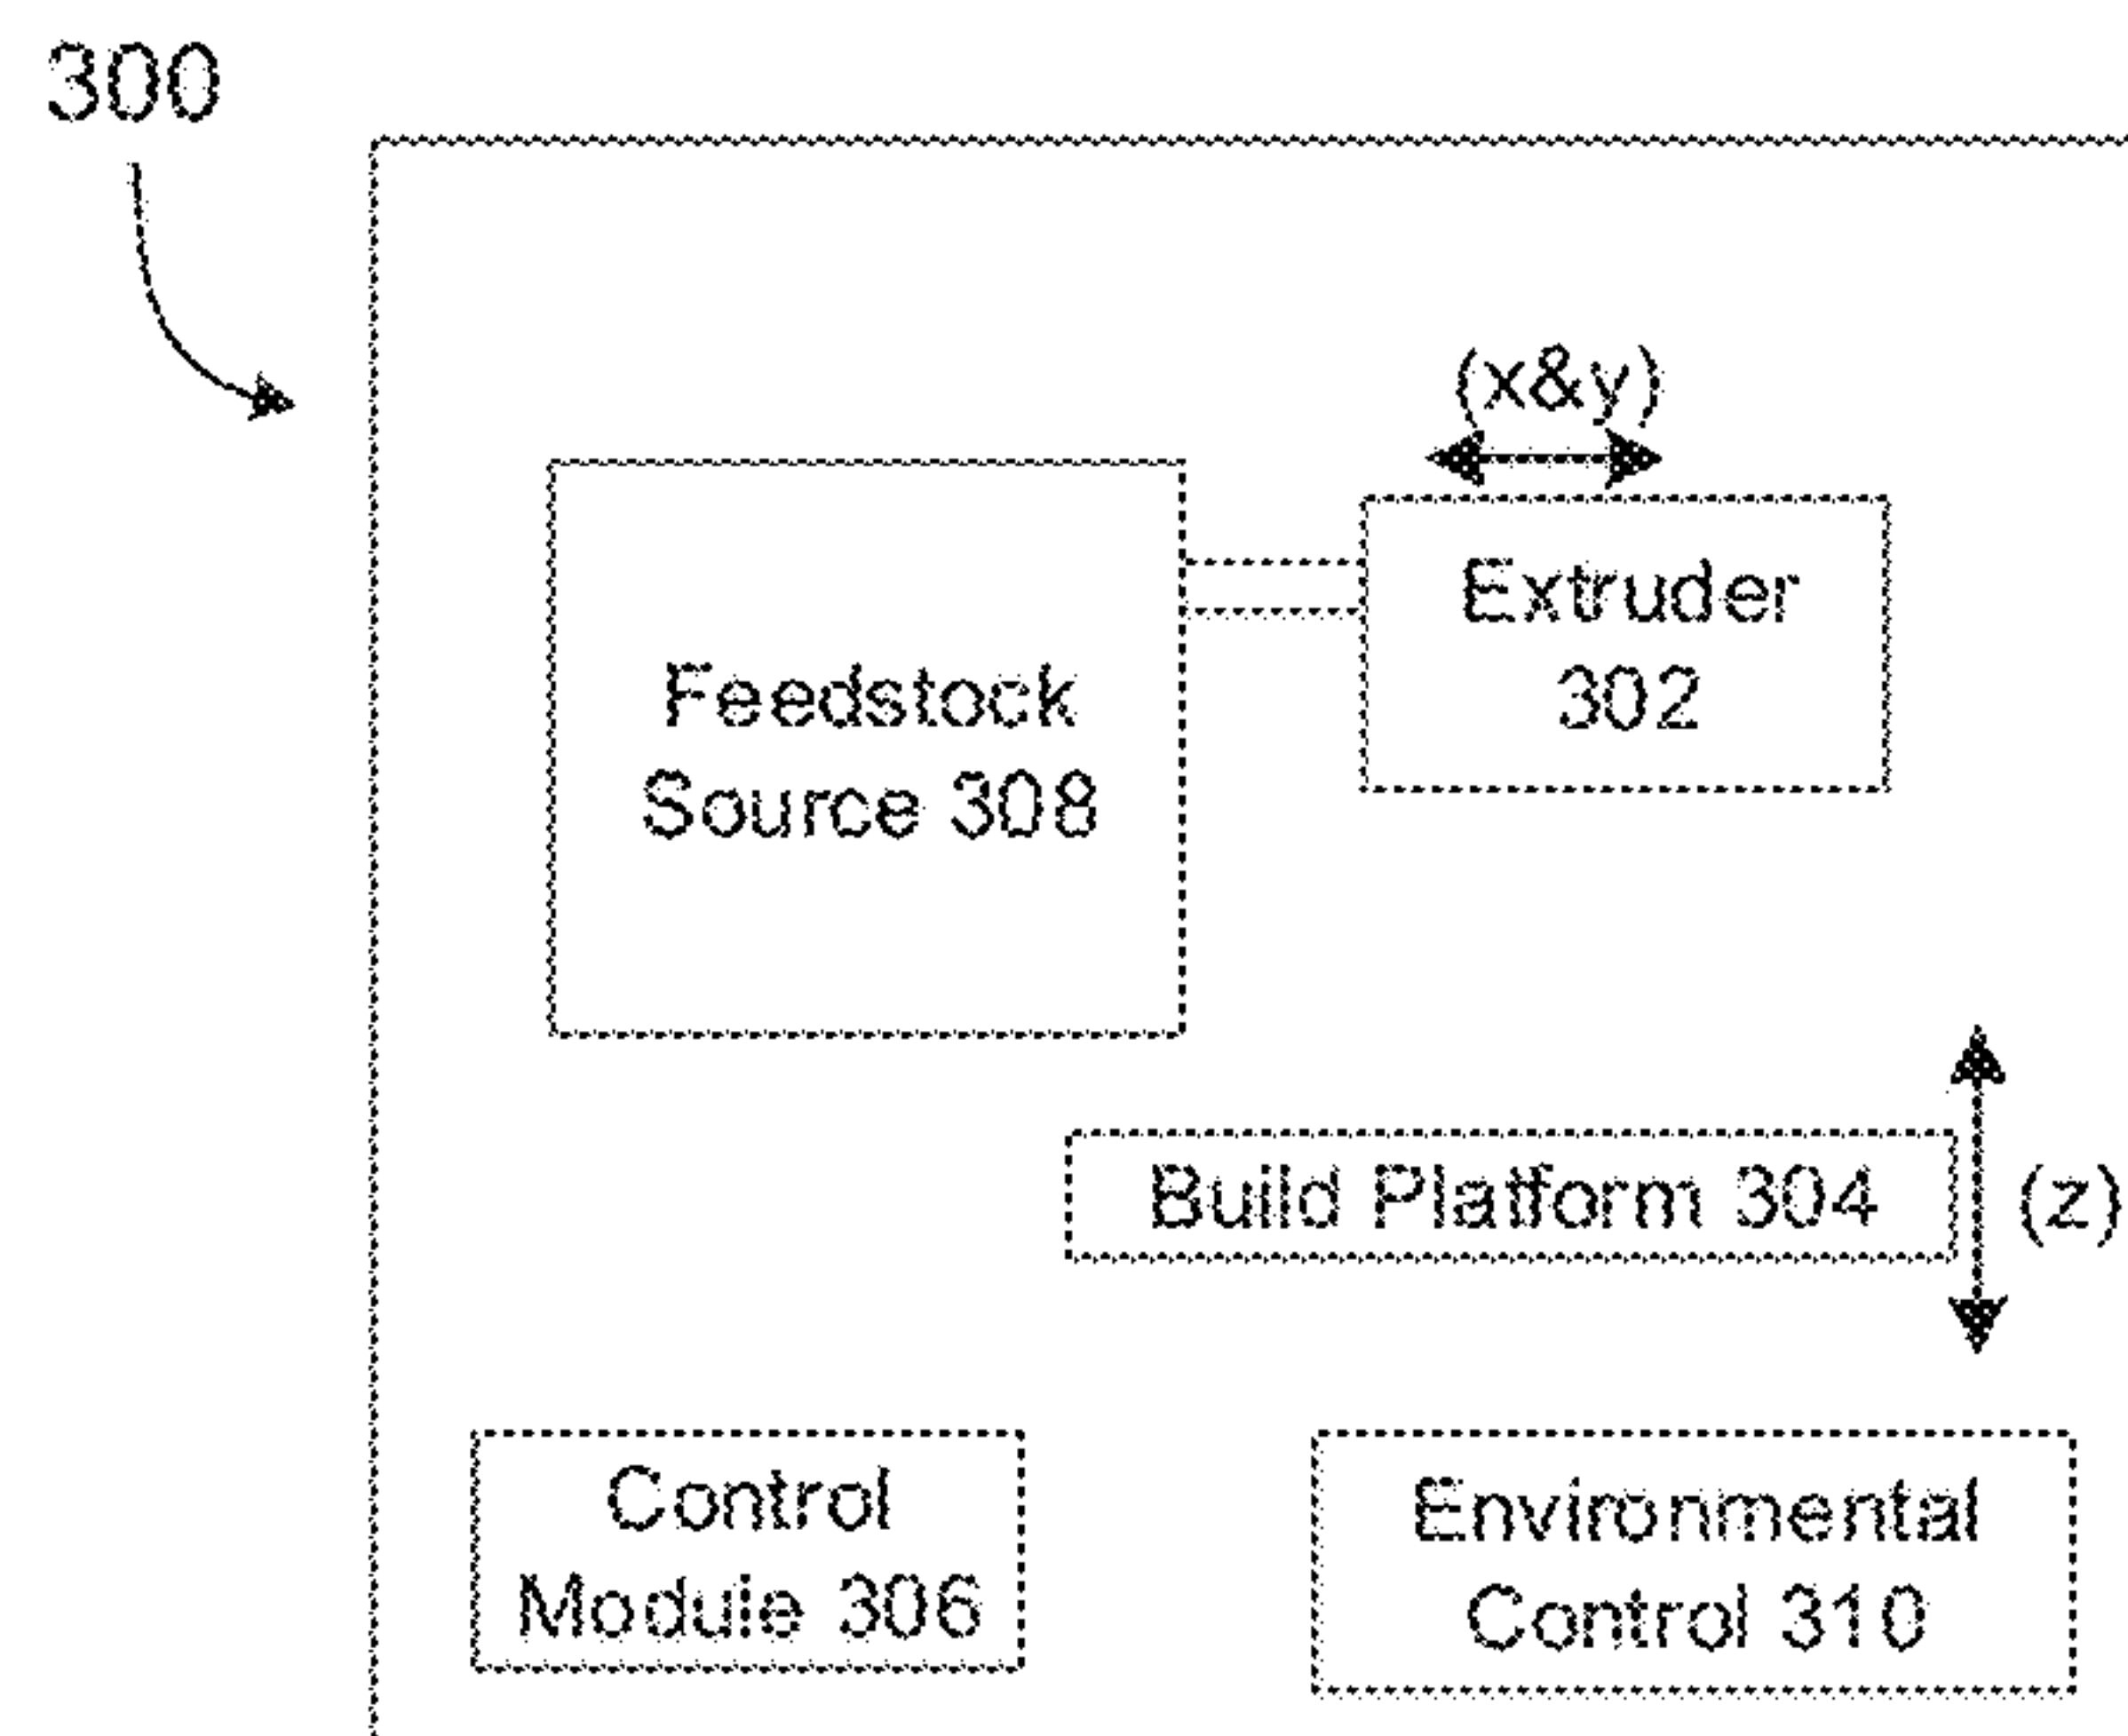 300
(x&y)
Extruder
302
Feedstock
Source 308
Build Platform 304
(z)
Control
Module 306
Environmental
Control 310